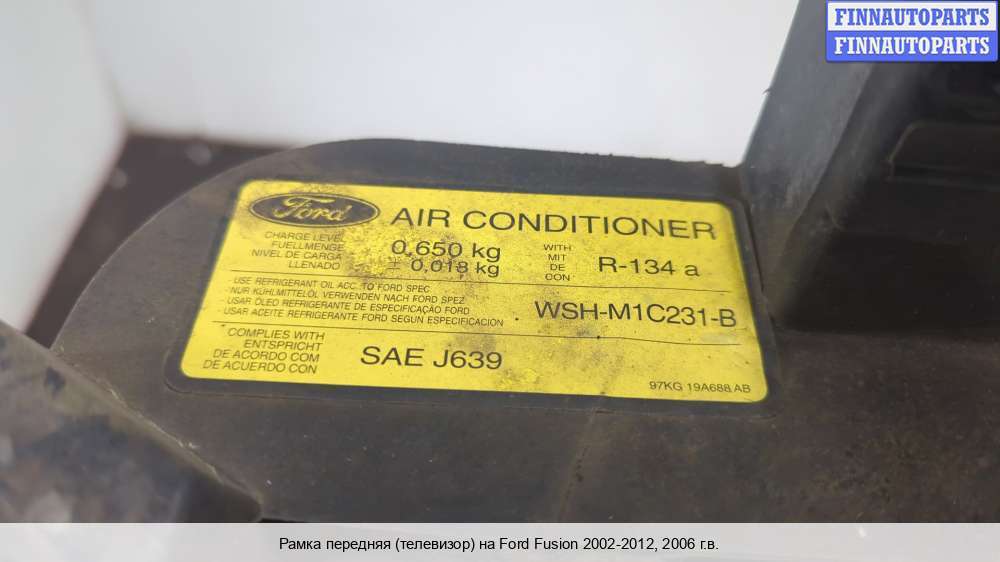 FINNAUTOPARTS
FINNAUTOPARTS
Ford
AIR CONDITIONER
CHARGE LEVEL
FUELLMENGE
NIVEL DE CARGA
LLENADO
0,650 kg
± 0,018 kg
WITH
MIT
DE
CON
R-134 a
- USE REFRIGERANT OIL ACC. TO FORD SPEC
- NUR KÜHLMITTELÖL VERWENDEN NACH FORD SPEZ
- USAR ÓLEO REFRIGERANTE DE ESPECIFICAÇÃO FORD
- USAR ACEITE REFRIGERANTE FORD SEGUN ESPECIFICACION
WSH-M1C231-B
COMPLIES WITH
ENTSPRICHT
DE ACORDO COM
DE ACUERDO CON
SAE J639
97KG 19A688 AB
Рамка передняя (телевизор) на Ford Fusion 2002-2012, 2006 г.в.